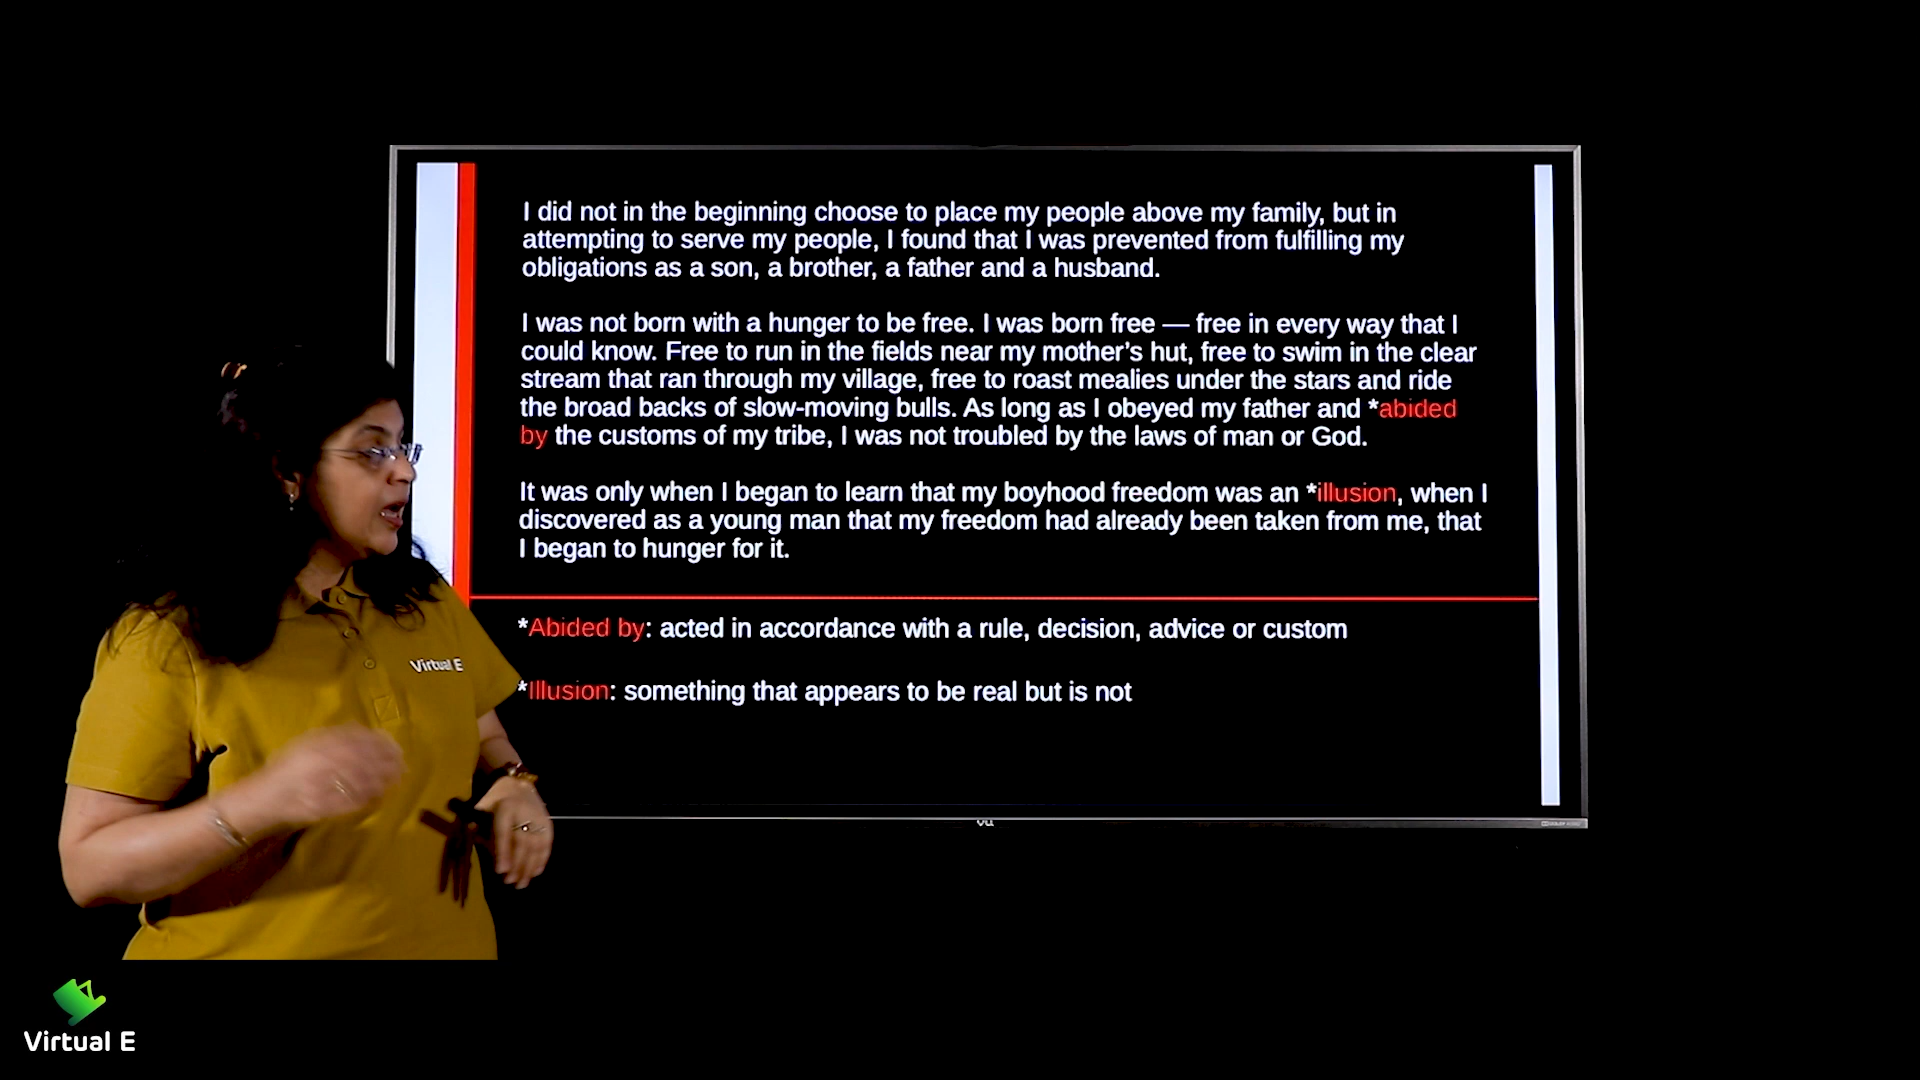 I did not in the beginning choose to place my people above my family, but in
attempting to serve my people, I found that I was prevented from fulfilling my
obligations as a son, a brother, a father and a husband.
I was not born with a hunger to be free. I was born free — free in every way that I
could know. Free to run in the fields near my mother’s hut, free to swim in the clear
stream that ran through my village, free to roast mealies under the stars and ride
the broad backs of slow-moving bulls. As long as I obeyed my father and *abided
by the customs of my tribe, I was not troubled by the laws of man or God.
It was only when I began to learn that my boyhood freedom was an *illusion, when I
discovered as a young man that my freedom had already been taken from me, that
I began to hunger for it.
*Abided by: acted in accordance with a rule, decision, advice or custom
*Illusion: something that appears to be real but is not
Virtual E
Virtual E